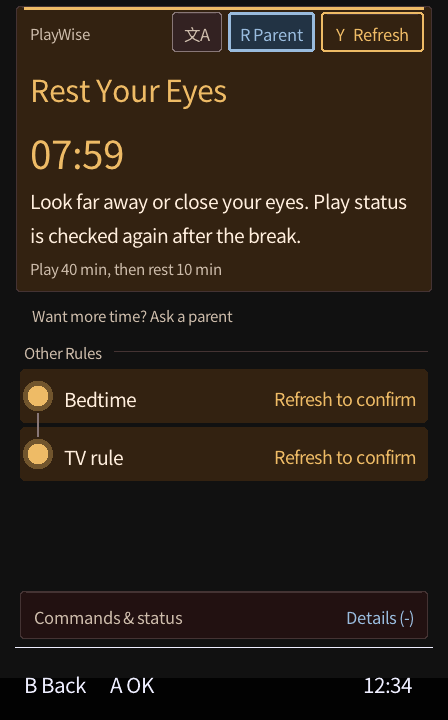 PlayWise
文A
R Parent
Y Refresh
Rest Your Eyes
07:59
Look far away or close your eyes. Play status
is checked again after the break.
Play 40 min, then rest 10 min
Want more time? Ask a parent
Other Rules
Bedtime
Refresh to confirm
TV rule
Refresh to confirm
Commands & status
Details (-)
B Back
A OK
12:34